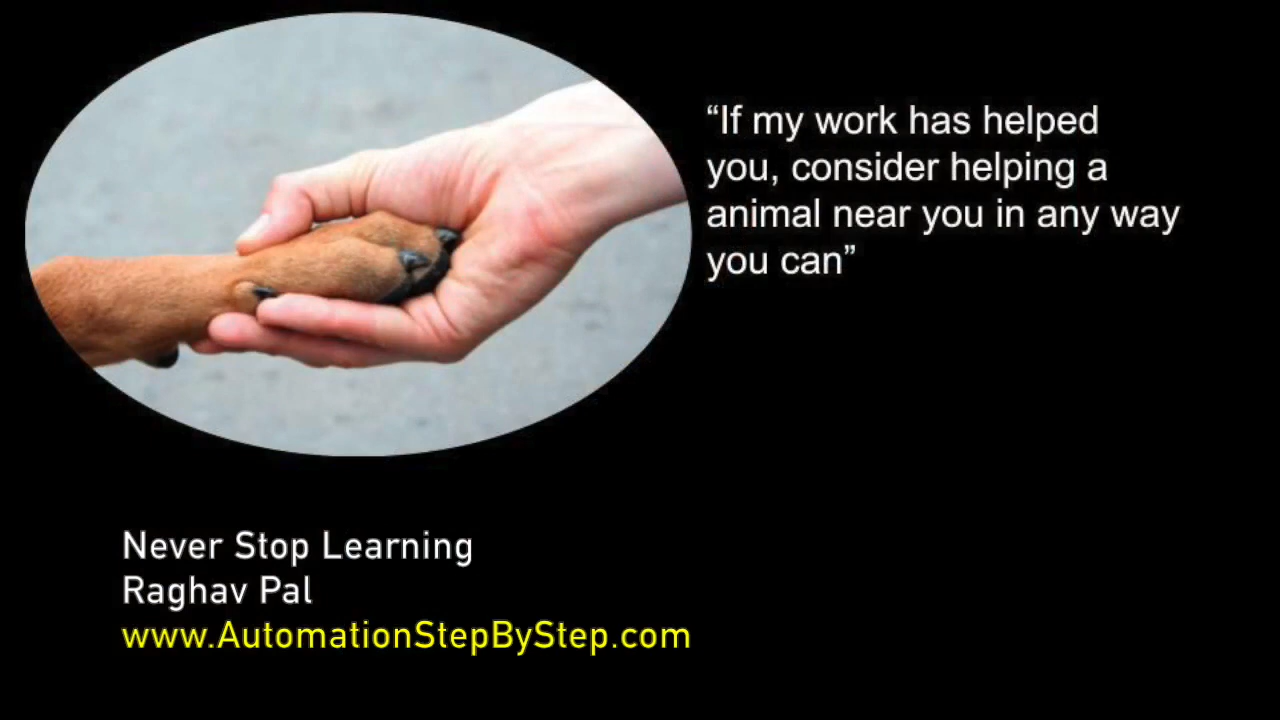 “If my work has helped
you, consider helping a
animal near you in any way
you can”
Never Stop Learning
Raghav Pal
www.AutomationStepByStep.com